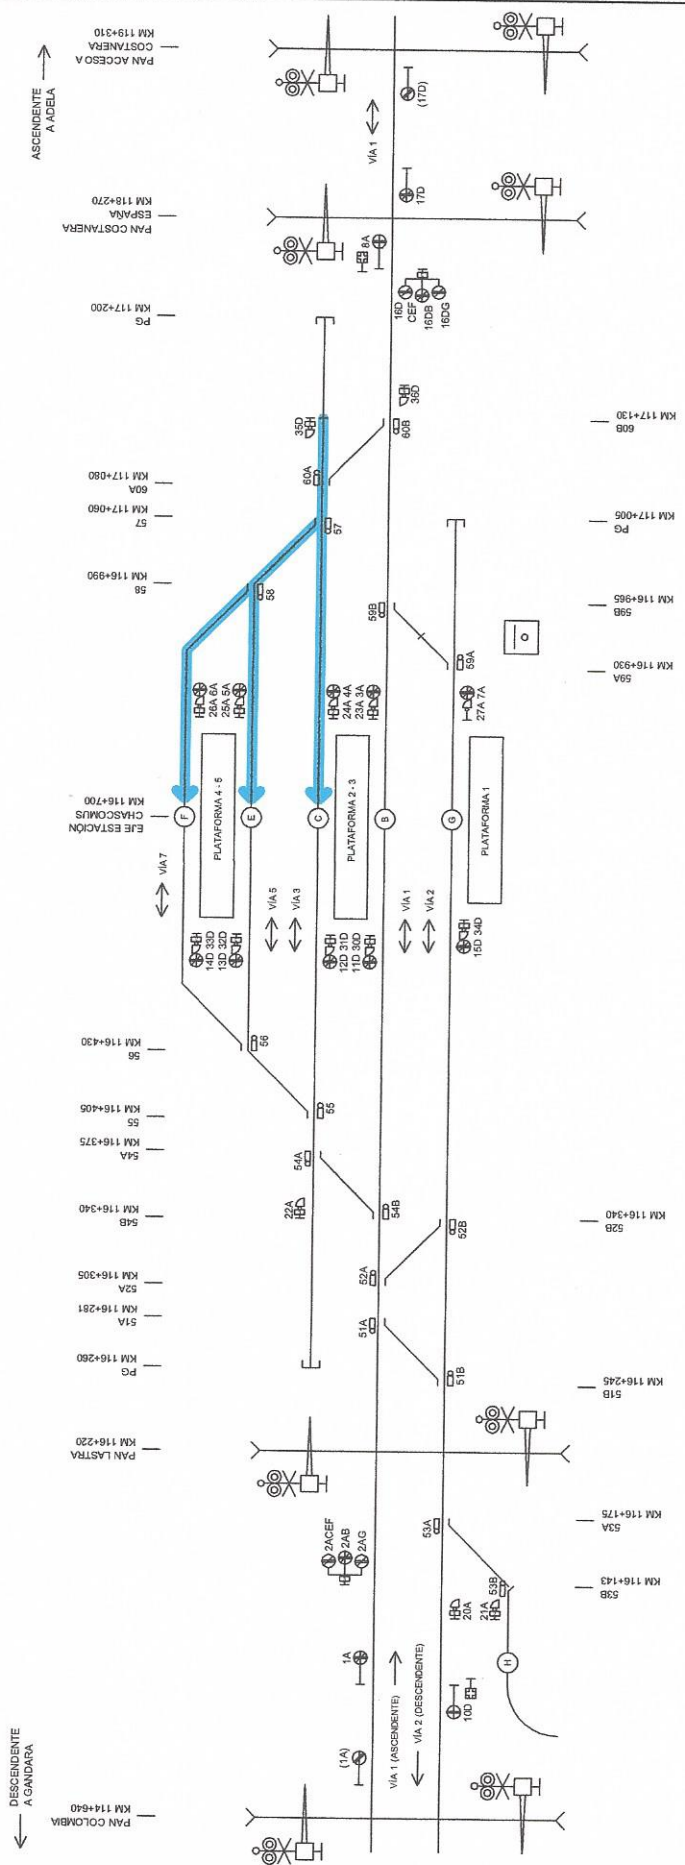 ASCENDENTE
A ADELA
PAN ACCESO A
COSTANERA
KM 119+310
(17D)
VÍA 1
PAN COSTANERA
ESPAÑA
KM 118+270
17D
8A
16D
CEF
16DB
16DG
PG
KM 117+200
35D
36D
60A
60B
60B
KM 117+130
60A
KM 117+080
57
KM 117+060
57
PG
KM 117+005
58
KM 116+990
58
59B
59B
KM 116+965
59A
59A
KM 116+930
26A 6A
25A 5A
24A 4A
23A 3A
27A 7A
PLATAFORMA 4 - 5
PLATAFORMA 2 - 3
PLATAFORMA 1
EJE ESTACIÓN
CHASCOMUS
KM 116+700
F
E
C
B
G
VÍA 7
VÍA 5
VÍA 3
VÍA 1
VÍA 2
14D 33D
13D 32D
12D 31D
11D 30D
15D 34D
56
KM 116+430
56
55
KM 116+405
55
54A
KM 116+375
54A
22A
54B
KM 116+340
54B
52B
52B
KM 116+340
52A
KM 116+305
52A
51A
KM 116+281
51A
PG
KM 116+260
51B
51B
KM 116+245
PAN LASTRA
KM 116+220
2ACEF
2AB
2AG
53A
53A
KM 116+175
53B
53B
KM 116+143
20A
21A
1A
H
10D
(1A)
VÍA 1 (ASCENDENTE)
VÍA 2 (DESCENDENTE)
DESCENDENTE
A GANDARA
PAN COLOMBIA
KM 114+640